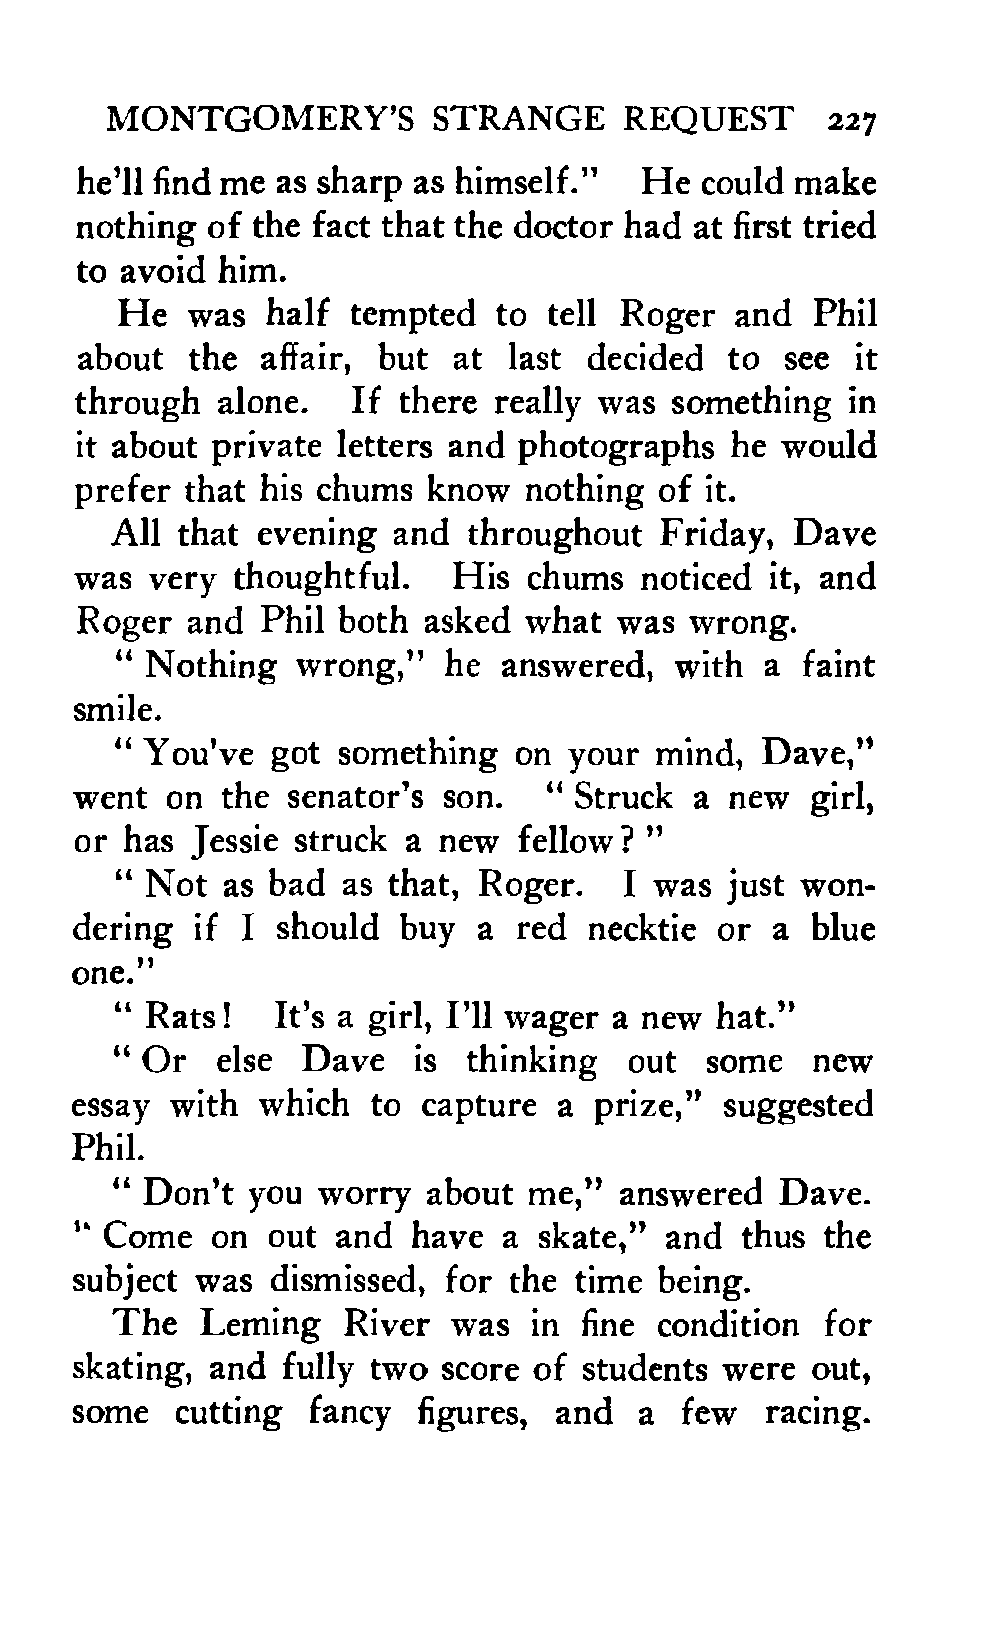 MONTGOMERY'S STRANGE REQUEST 227
he'll find me as sharp as himself." He could make
nothing of the fact that the doctor had at first tried
to avoid him.
He was half tempted to tell Roger and Phil
about the affair, but at last decided to see it
through alone. If there really was something in
it about private letters and photographs he would
prefer that his chums know nothing of it.
All that evening and throughout Friday, Dave
was very thoughtful. His chums noticed it, and
Roger and Phil both asked what was wrong.
" Nothing wrong," he answered, with a faint
smile.
" You've got something on your mind, Dave,"
went on the senator's son. " Struck a new girl,
or has Jessie struck a new fellow? "
" Not as bad as that, Roger. I was just won-
dering if I should buy a red necktie or a blue
one."
" Rats! It's a girl, I'll wager a new hat."
" Or else Dave is thinking out some new
essay with which to capture a prize," suggested
Phil.
" Don't you worry about me," answered Dave.
" Come on out and have a skate," and thus the
subject was dismissed, for the time being.
The Leming River was in fine condition for
skating, and fully two score of students were out,
some cutting fancy figures, and a few racing.